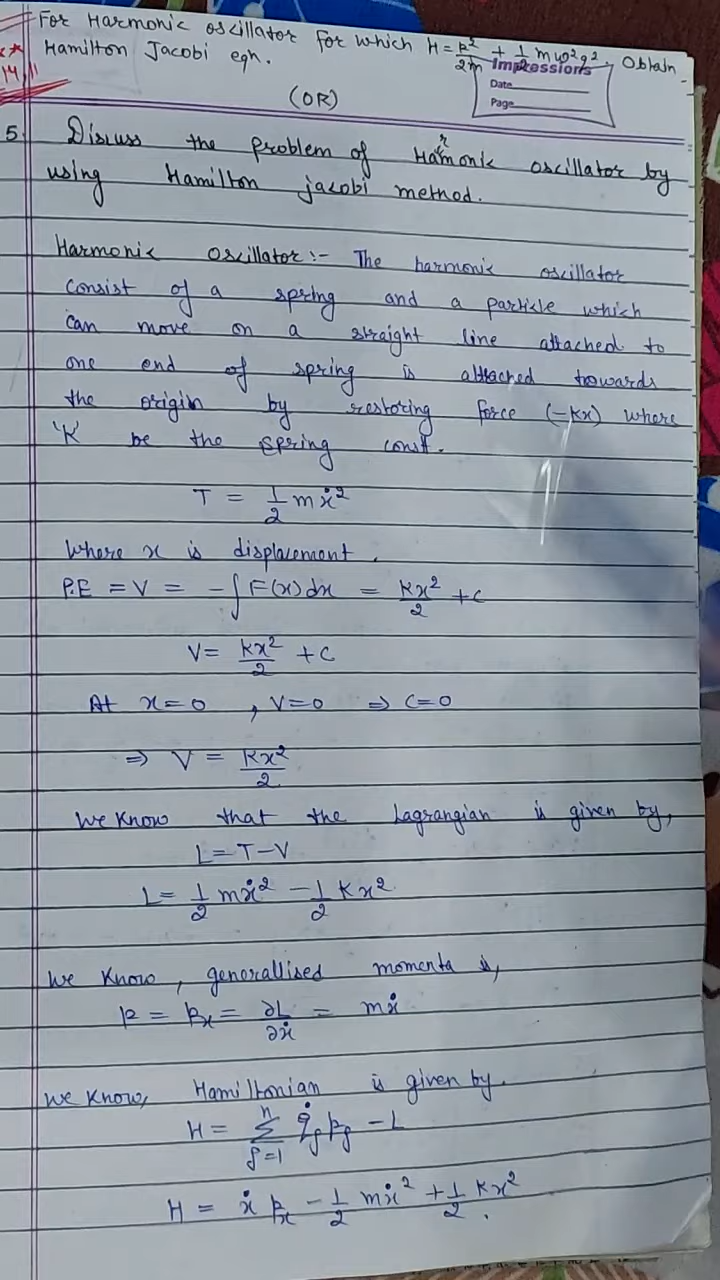 For Harmonic oscillator for which H = p²/2m + 1/2 mω²q². Obtain
Hamilton Jacobi eqn.
Impressions
Date
Page
(OR)
5. Discuss the problem of Hamonic oscillator by
r
using Hamilton jacobi method.
Harmonic oscillator :- The harmonic oscillator
consist of a spring and a particle which
can move on a straight line attached to
one end of spring is attached towards
the origin by restoring force (-Kx) where
'K' be the spring const.
T = 1/2 mẋ²
Where x is displacement.
P.E = V = -∫F(x)dx = Kx²/2 + c
V = Kx²/2 + c
At x=0 , V=0 ⇒ C=0
⇒ V = Kx²/2
We know that the Lagrangian is given by,
L = T-V
L = 1/2 mẋ² - 1/2 Kx²
We know, generallised momenta is,
p = pₓ = ∂L/∂ẋ = mẋ
We know, Hamiltonian is given by.
H = Σ(j=1 to n) q̇ⱼpⱼ - L
H = ẋ pₓ - 1/2 mẋ² + 1/2 Kx².